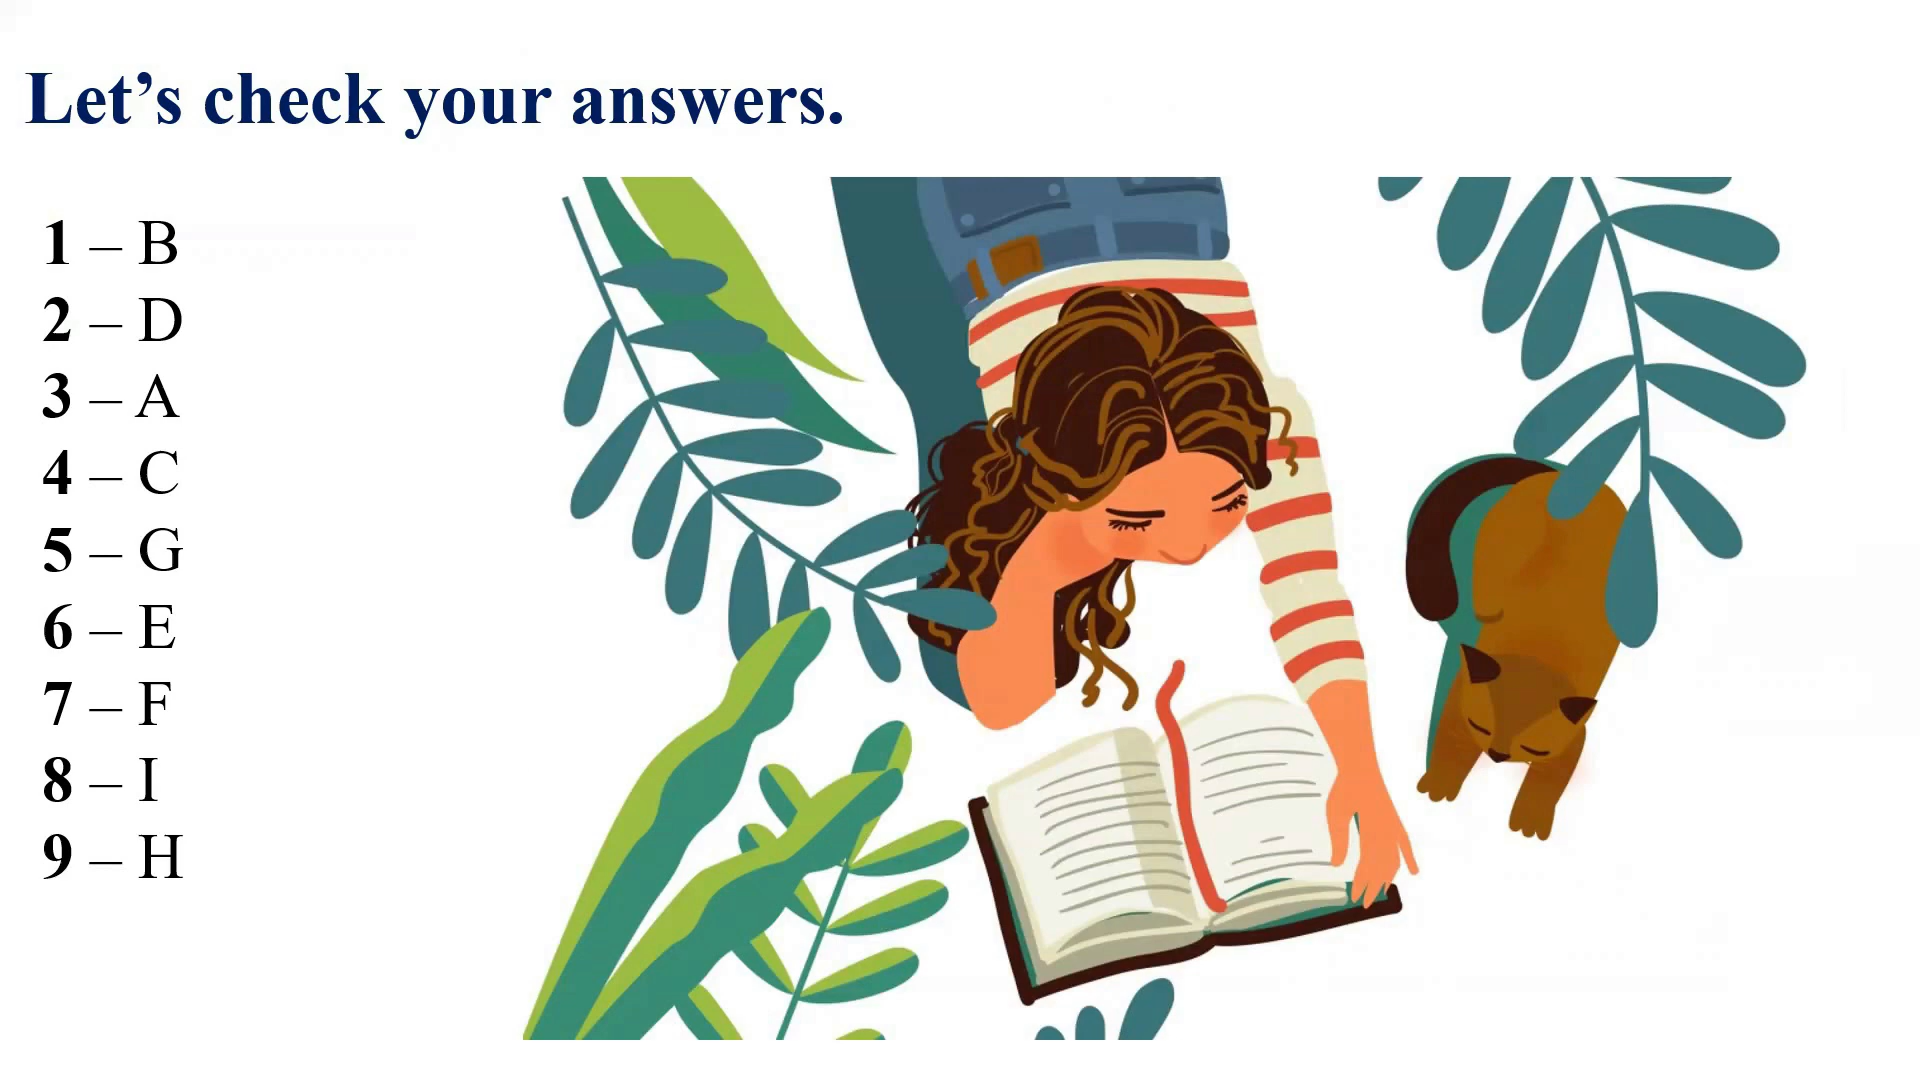 Let’s check your answers.
1 – B
2 – D
3 – A
4 – C
5 – G
6 – E
7 – F
8 – I
9 – H